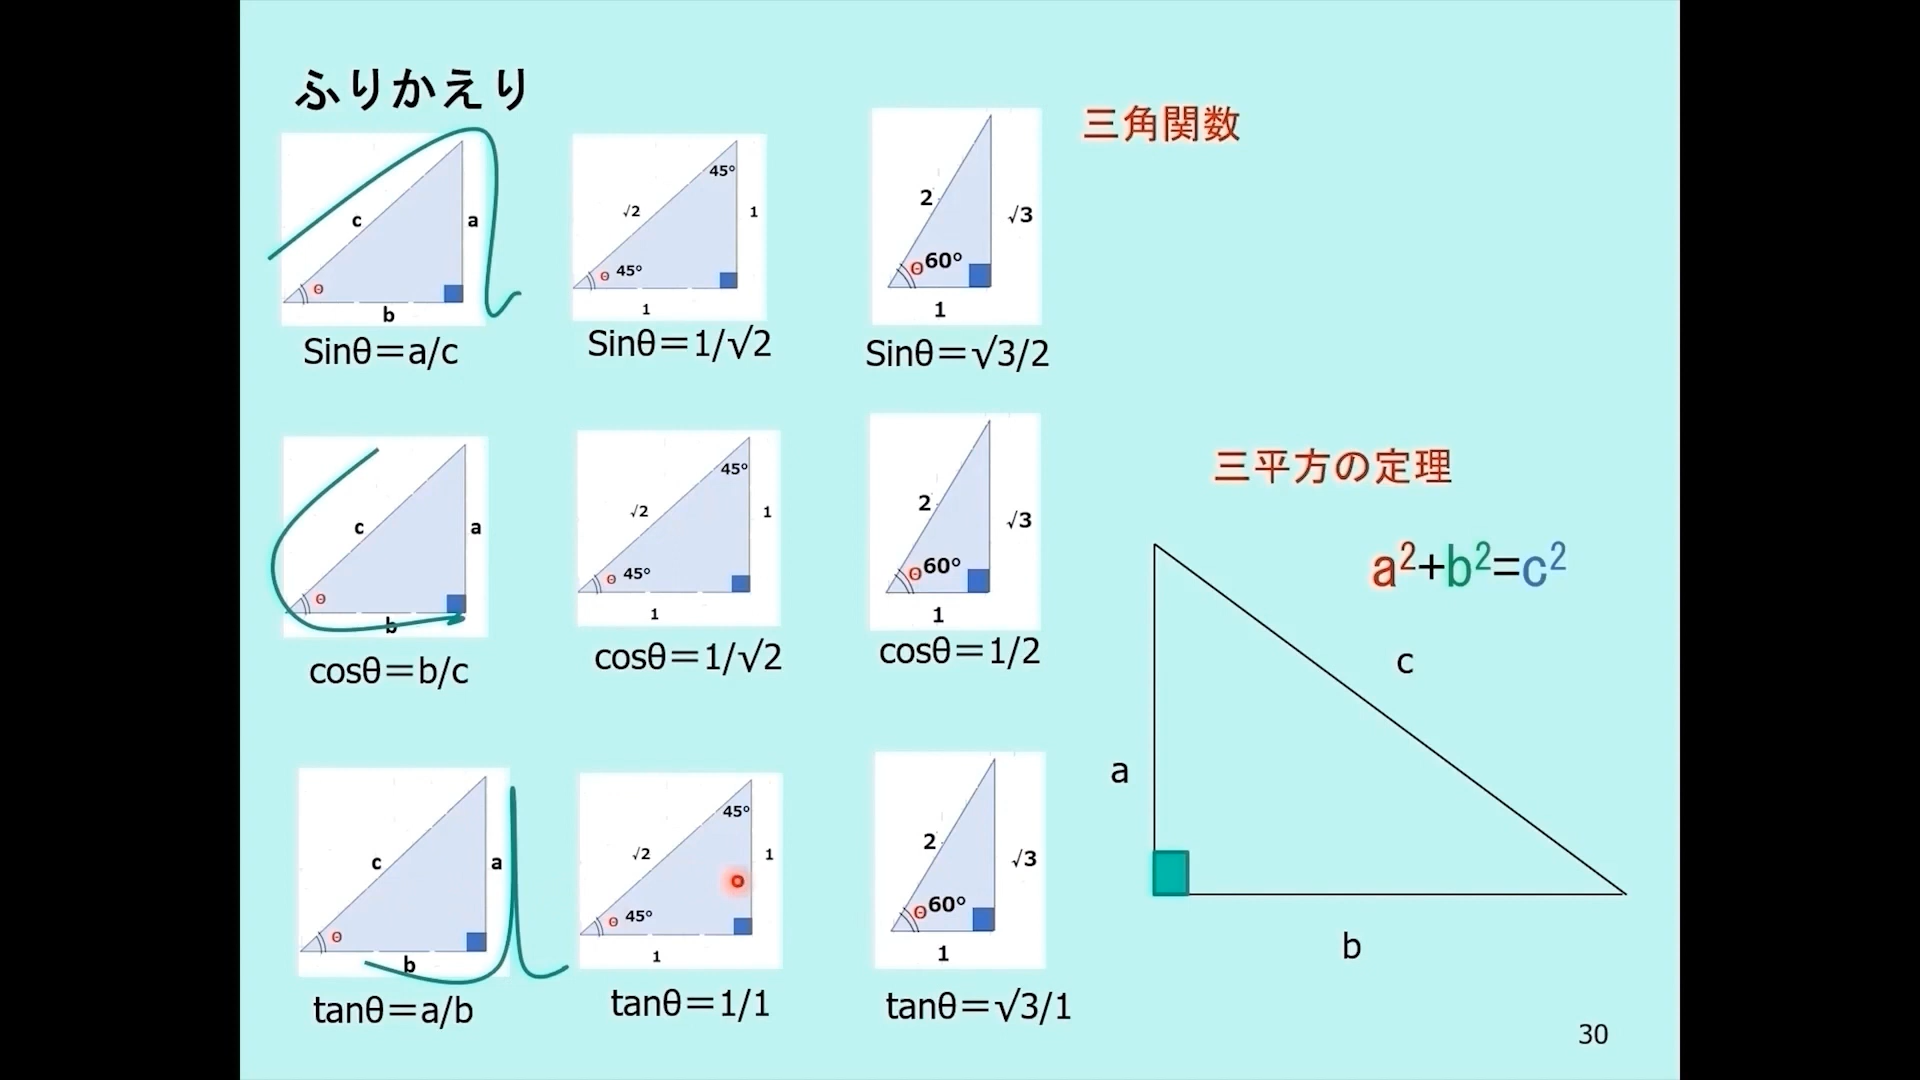 ふりかえり
三角関数
c
a
θ
b
Sinθ＝a/c
45°
√2
1
θ 45°
1
Sinθ＝1/√2
2
√3
θ 60°
1
Sinθ＝√3/2
c
a
θ
b
cosθ＝b/c
45°
√2
1
θ 45°
1
cosθ＝1/√2
2
√3
θ 60°
1
cosθ＝1/2
三平方の定理
a²+b²=c²
c
a
b
c
a
θ
b
tanθ＝a/b
45°
√2
1
θ 45°
1
tanθ＝1/1
2
√3
θ 60°
1
tanθ＝√3/1
30